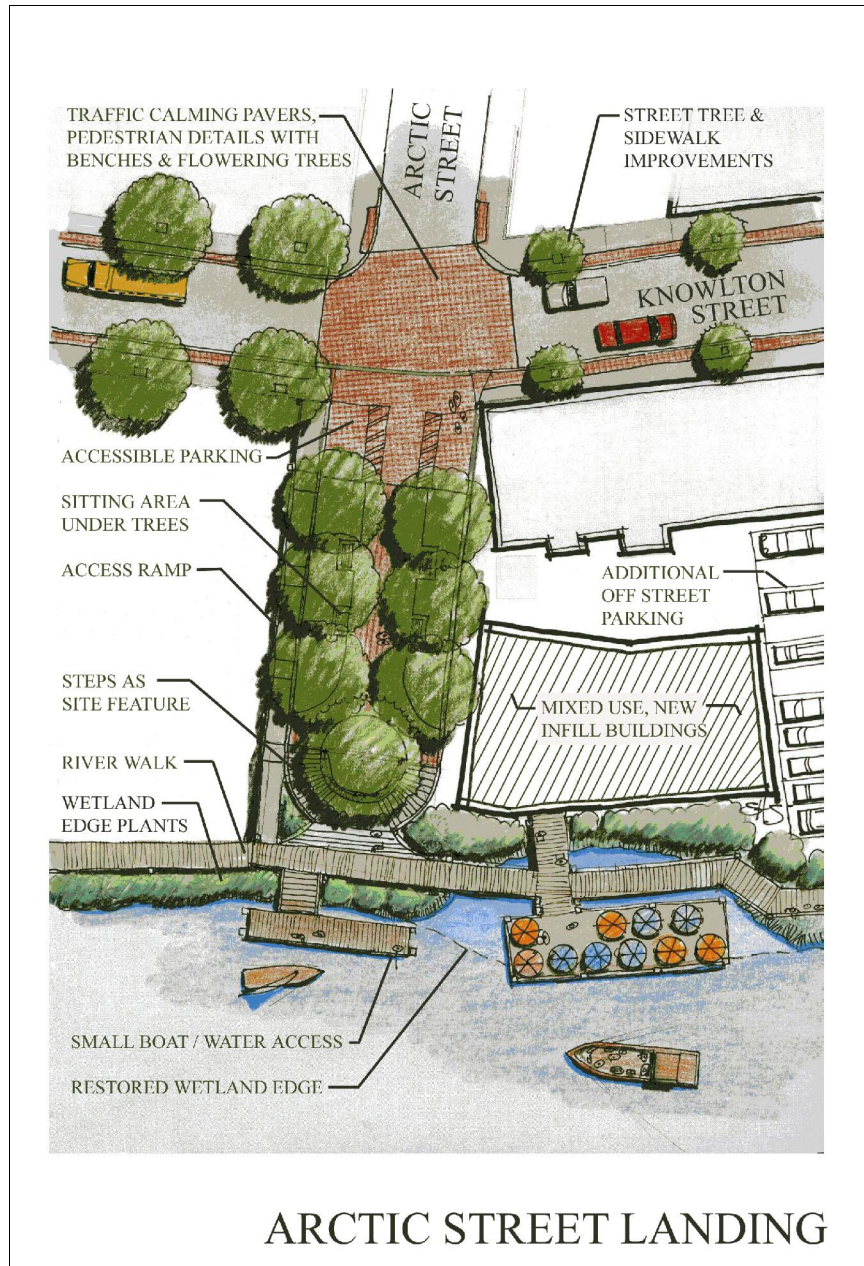 TRAFFIC CALMING PAVERS,
PEDESTRIAN DETAILS WITH
BENCHES & FLOWERING TREES
ARCTIC
STREET
STREET TREE &
SIDEWALK
IMPROVEMENTS
KNOWLTON
STREET
ACCESSIBLE PARKING
SITTING AREA
UNDER TREES
ACCESS RAMP
ADDITIONAL
OFF STREET
PARKING
STEPS AS
SITE FEATURE
MIXED USE, NEW
INFILL BUILDINGS
RIVER WALK
WETLAND
EDGE PLANTS
SMALL BOAT / WATER ACCESS
RESTORED WETLAND EDGE
ARCTIC STREET LANDING